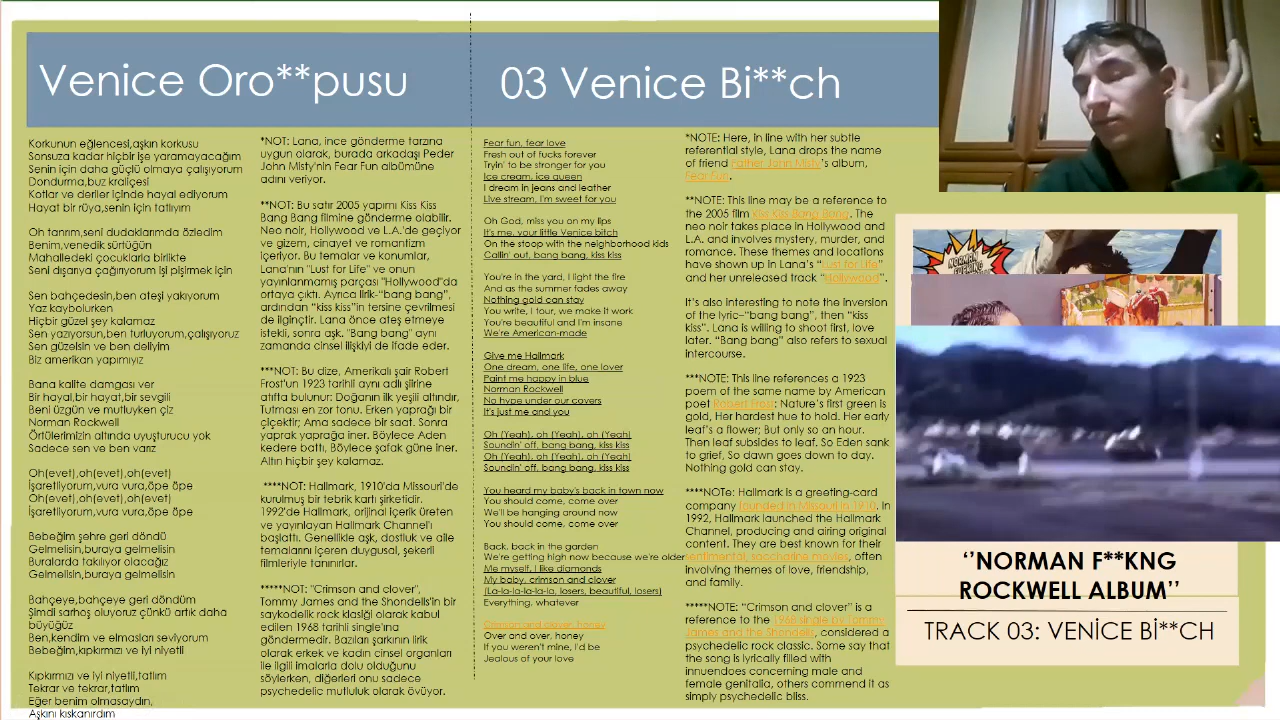 Venice Oro**pusu
Korkunun eğlencesi,aşkın korkusu
Sonsuza kadar hiçbir işe yaramayacağım
Senin için daha güçlü olmaya çalışıyorum
Dondurma,buz kraliçesi
Kotlar ve deriler içinde hayal ediyorum
Hayat bir rüya,senin için tatlıyım
Oh tanrım,seni dudaklarımda özledim
Benim,venedik sürtüğün
Mahalledeki çocuklarla birlikte
Seni dışarıya çağırıyorum işi pişirmek için
Sen bahçedesin,ben ateşi yakıyorum
Yaz kaybolurken
Hiçbir güzel şey kalamaz
Sen yazıyorsun,ben turluyorum,çalışıyoruz
Sen güzelsin ve ben deliyim
Biz amerikan yapımıyız
Bana kalite damgası ver
Bir hayal,bir hayat,bir sevgili
Beni üzgün ve mutluyken çiz
Norman Rockwell
Örtülerimizin altında uyuşturucu yok
Sadece sen ve ben varız
Oh(evet),oh(evet),oh(evet)
İşaretliyorum,vura vura,öpe öpe
Oh(evet),oh(evet),oh(evet)
İşaretliyorum,vura vura,öpe öpe
Bebeğim şehre geri döndü
Gelmelisin,buraya gelmelisin
Buralarda takılıyor olacağız
Gelmelisin,buraya gelmelisin
Bahçeye,bahçeye geri döndüm
Şimdi sarhoş oluyoruz çünkü artık daha
büyüğüz
Ben,kendim ve elmasları seviyorum
Bebeğim,kıpkırmızı ve iyi niyetli
Kıpkırmızı ve iyi niyetli,tatlım
Tekrar ve tekrar,tatlım
Eğer benim olmasaydın,
Aşkını kıskanırdım
*NOT: Lana, ince gönderme tarzına
uygun olarak, burada arkadaşı Peder
John Misty'nin Fear Fun albümüne
adını veriyor.
**NOT: Bu satır 2005 yapımı Kiss Kiss
Bang Bang filmine gönderme olabilir.
Neo noir, Hollywood ve L.A.'de geçiyor
ve gizem, cinayet ve romantizm
içeriyor. Bu temalar ve konumlar,
Lana'nın "Lust for Life" ve onun
yayınlanmamış parçası "Hollywood'da
ortaya çıktı. Ayrıca lirik-“bang bang”,
ardından “kiss kiss”in tersine çevrilmesi
de ilginçtir. Lana önce ateş etmeye
istekli, sonra aşk. "Bang bang" aynı
zamanda cinsel ilişkiyi de ifade eder.
***NOT: Bu dize, Amerikalı şair Robert
Frost'un 1923 tarihli aynı adlı şiirine
atıfta bulunur: Doğanın ilk yeşili altındır,
Tutması en zor tonu. Erken yaprağı bir
çiçektir; Ama sadece bir saat. Sonra
yaprak yaprağa iner. Böylece Aden
kedere battı, Böylece şafak güne iner.
Altın hiçbir şey kalamaz.
****NOT: Hallmark, 1910'da Missouri'de
kurulmuş bir tebrik kartı şirketidir.
1992'de Hallmark, orijinal içerik üreten
ve yayınlayan Hallmark Channel'ı
başlattı. Genellikle aşk, dostluk ve aile
temalarını içeren duygusal, şekerli
filmleriyle tanınırlar.
*****NOT: "Crimson and clover",
Tommy James and the Shondells'in bir
saykodelik rock klasiği olarak kabul
edilen 1968 tarihli single'ına
göndermedir. Bazıları şarkının lirik
olarak erkek ve kadın cinsel organları
ile ilgili imalarla dolu olduğunu
söylerken, diğerleri onu sadece
psychedelic mutluluk olarak övüyor.
03 Venice Bi**ch
Fear fun, fear love
Fresh out of fucks forever
Tryin' to be stronger for you
Ice cream, ice queen
I dream in jeans and leather
Live stream, I'm sweet for you
Oh God, miss you on my lips
It's me, your little Venice bitch
On the stoop with the neighborhood kids
Callin' out, bang bang, kiss kiss
You're in the yard, I light the fire
And as the summer fades away
Nothing gold can stay
You write, I tour, we make it work
You're beautiful and I'm insane
We're American-made
Give me Hallmark
One dream, one life, one lover
Paint me happy in blue
Norman Rockwell
No hype under our covers
It's just me and you
Oh (Yeah), oh (Yeah), oh (Yeah)
Soundin' off, bang bang, kiss kiss
Oh (Yeah), oh (Yeah), oh (Yeah)
Soundin' off, bang bang, kiss kiss
You heard my baby's back in town now
You should come, come over
We'll be hanging around now
You should come, come over
Back, back in the garden
We're getting high now because we're older
Me myself, I like diamonds
My baby, crimson and clover
(La-la-la-la-la, losers, beautiful, losers)
Everything, whatever
Crimson and clover, honey
Over and over, honey
If you weren't mine, I'd be
Jealous of your love
*NOTE: Here, in line with her subtle
referential style, Lana drops the name
of friend Father John Misty’s album,
Fear Fun.
**NOTE: This line may be a reference to
the 2005 film Kiss Kiss Bang Bang. The
neo noir takes place in Hollywood and
L.A. and involves mystery, murder, and
romance. These themes and locations
have shown up in Lana’s “Lust for Life”
and her unreleased track “Hollywood”.
It’s also interesting to note the inversion
of the lyric–“bang bang”, then “kiss
kiss”. Lana is willing to shoot first, love
later. “Bang bang” also refers to sexual
intercourse.
***NOTE: This line references a 1923
poem of the same name by American
poet Robert Frost: Nature’s first green is
gold, Her hardest hue to hold. Her early
leaf’s a flower; But only so an hour.
Then leaf subsides to leaf. So Eden sank
to grief, So dawn goes down to day.
Nothing gold can stay.
****NOTe: Hallmark is a greeting-card
company founded in Missouri in 1910. In
1992, Hallmark launched the Hallmark
Channel, producing and airing original
content. They are best known for their
sentimental, saccharine movies, often
involving themes of love, friendship,
and family.
*****NOTE: “Crimson and clover” is a
reference to the 1968 single by Tommy
James and the Shondells, considered a
psychedelic rock classic. Some say that
the song is lyrically filled with
innuendoes concerning male and
female genitalia, others commend it as
simply psychedelic bliss.
NORMAN
‘’NORMAN F**KNG
ROCKWELL ALBUM’’
TRACK 03: VENİCE Bİ**CH